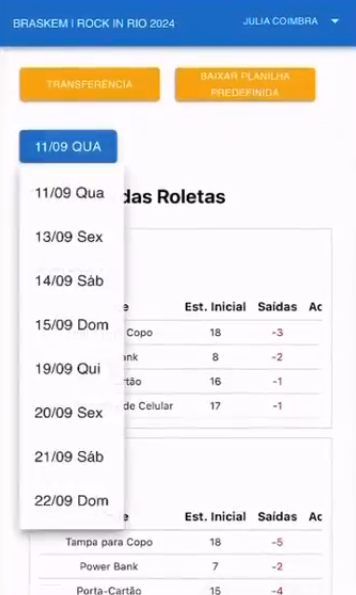 BRASKEM | ROCK IN RIO 2024
JULIA COIMBRA
TRANSFERÊNCIA
BAIXAR PLANILHA
PREDEFINIDA
11/09 QUA
11/09 Qua
das Roletas
13/09 Sex
14/09 Sáb
e Est. Inicial Saídas Ac
15/09 Dom
Copo 18 -3
ank 8 -2
19/09 Qui
rtão 16 -1
de Celular 17 -1
20/09 Sex
21/09 Sáb
22/09 Dom
e Est. Inicial Saídas Ac
Tampa para Copo 18 -5
Power Bank 7 -2
Porta-Cartão 15 -4